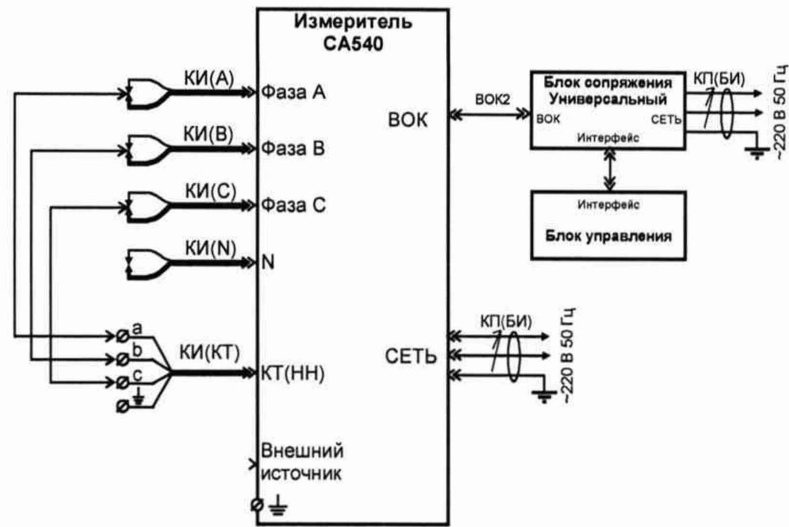 Измеритель
СА540
КИ(А)
Фаза А
КИ(В)
Фаза В
КИ(С)
Фаза С
КИ(N)
N
a
b
c
КИ(КТ)
КТ(НН)
Внешний
источник
ВОК
СЕТЬ
ВОК2
Блок сопряжения
Универсальный
ВОК
СЕТЬ
Интерфейс
КП(БИ)
~220 В 50 Гц
Интерфейс
Блок управления
КП(БИ)
~220 В 50 Гц